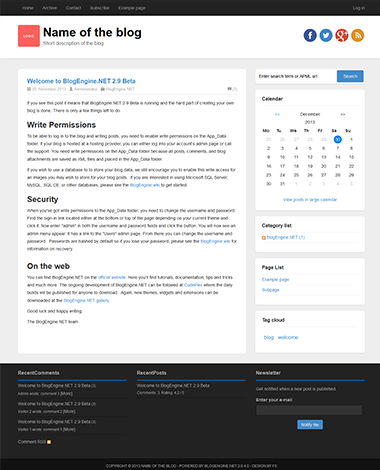 Home Archive Contact Subscribe Example page Log in
Name of the blog
Short description of the blog
Welcome to BlogEngine.NET 2.9 Beta
30. November 2013 Administrator BlogEngine.NET (3)
If you see this post it means that BlogEngine.NET 2.9 Beta is running and the hard part of creating your own
blog is done. There is only a few things left to do.
Write Permissions
To be able to log in to the blog and writing posts, you need to enable write permissions on the App_Data
folder. If your blog is hosted at a hosting provider, you can either log into your account's admin page or call
the support. You need write permissions on the App_Data folder because all posts, comments, and blog
attachments are saved as XML files and placed in the App_Data folder.
If you wish to use a database to to store your blog data, we still encourage you to enable this write access for
an images you may wish to store for your blog posts. If you are interested in using Microsoft SQL Server,
MySQL, SQL CE, or other databases, please see the BlogEngine wiki to get started.
Security
When you've got write permissions to the App_Data folder, you need to change the username and password.
Find the sign-in link located either at the bottom or top of the page depending on your current theme and
click it. Now enter "admin" in both the username and password fields and click the button. You will now see an
admin menu appear. It has a link to the "Users" admin page. From there you can change the username and
password. Passwords are hashed by default so if you lose your password, please see the BlogEngine wiki for
information on recovery.
On the web
You can find BlogEngine.NET on the official website. Here you'll find tutorials, documentation, tips and tricks
and much more. The ongoing development of BlogEngine.NET can be followed at CodePlex where the daily
builds will be published for anyone to download. Again, new themes, widgets and extensions can be
downloaded at the BlogEngine.NET gallery.
Good luck and happy writing.
The BlogEngine.NET team
Enter search term or APML url Search
Calendar
<< December >>
2013
Mo Tu We Th Fr Sa Su
25 26 27 28 29 30 1
2 3 4 5 6 7 8
9 10 11 12 13 14 15
16 17 18 19 20 21 22
23 24 25 26 27 28 29
30 31 1 2 3 4 5
View posts in large calendar
Category list
BlogEngine.NET (1)
Page List
Example page
Subpage
Tag cloud
blog welcome
RecentComments
Welcome to BlogEngine.NET 2.9 Beta (3)
Admin wrote: comment 3 [More]
Welcome to BlogEngine.NET 2.9 Beta (3)
Visitor 2 wrote: comment 2 [More]
Welcome to BlogEngine.NET 2.9 Beta (3)
Visitor 1 wrote: comment 1 [More]
Comment RSS
RecentPosts
Welcome to BlogEngine.NET 2.9 Beta
Comments: 3 Rating: 4.2 / 5
Newsletter
Get notified when a new post is published.
Enter your e-mail
Notify me